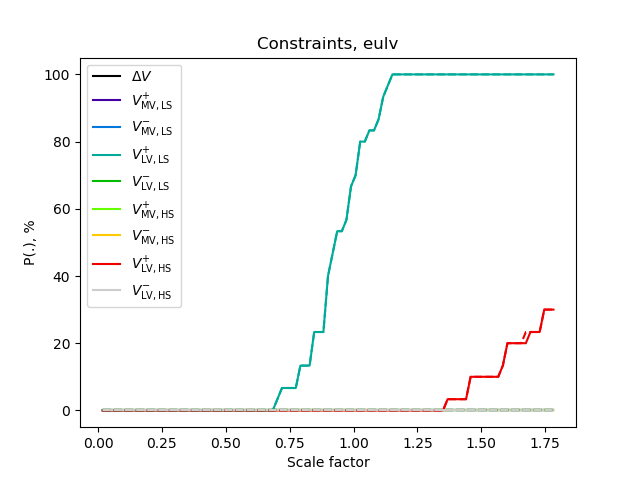 Constraints, eulv
100
80
60
40
20
0
P(.), %
ΔV
V⁺MV, LS
V⁻MV, LS
V⁺LV, LS
V⁻LV, LS
V⁺MV, HS
V⁻MV, HS
V⁺LV, HS
V⁻LV, HS
0.00 0.25 0.50 0.75 1.00 1.25 1.50 1.75
Scale factor